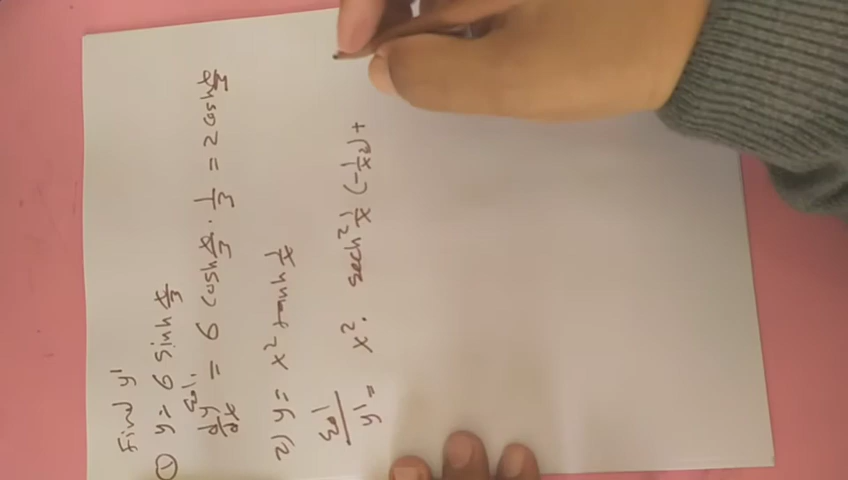 Find y'
① y = 6 sinh x/3
Sol.
dy/dx = 6 cosh x/3 · 1/3 = 2 cosh x/3
2) y = x² tanh 1/x
Sol
y' = x² · sech² 1/x (-1/x²) +